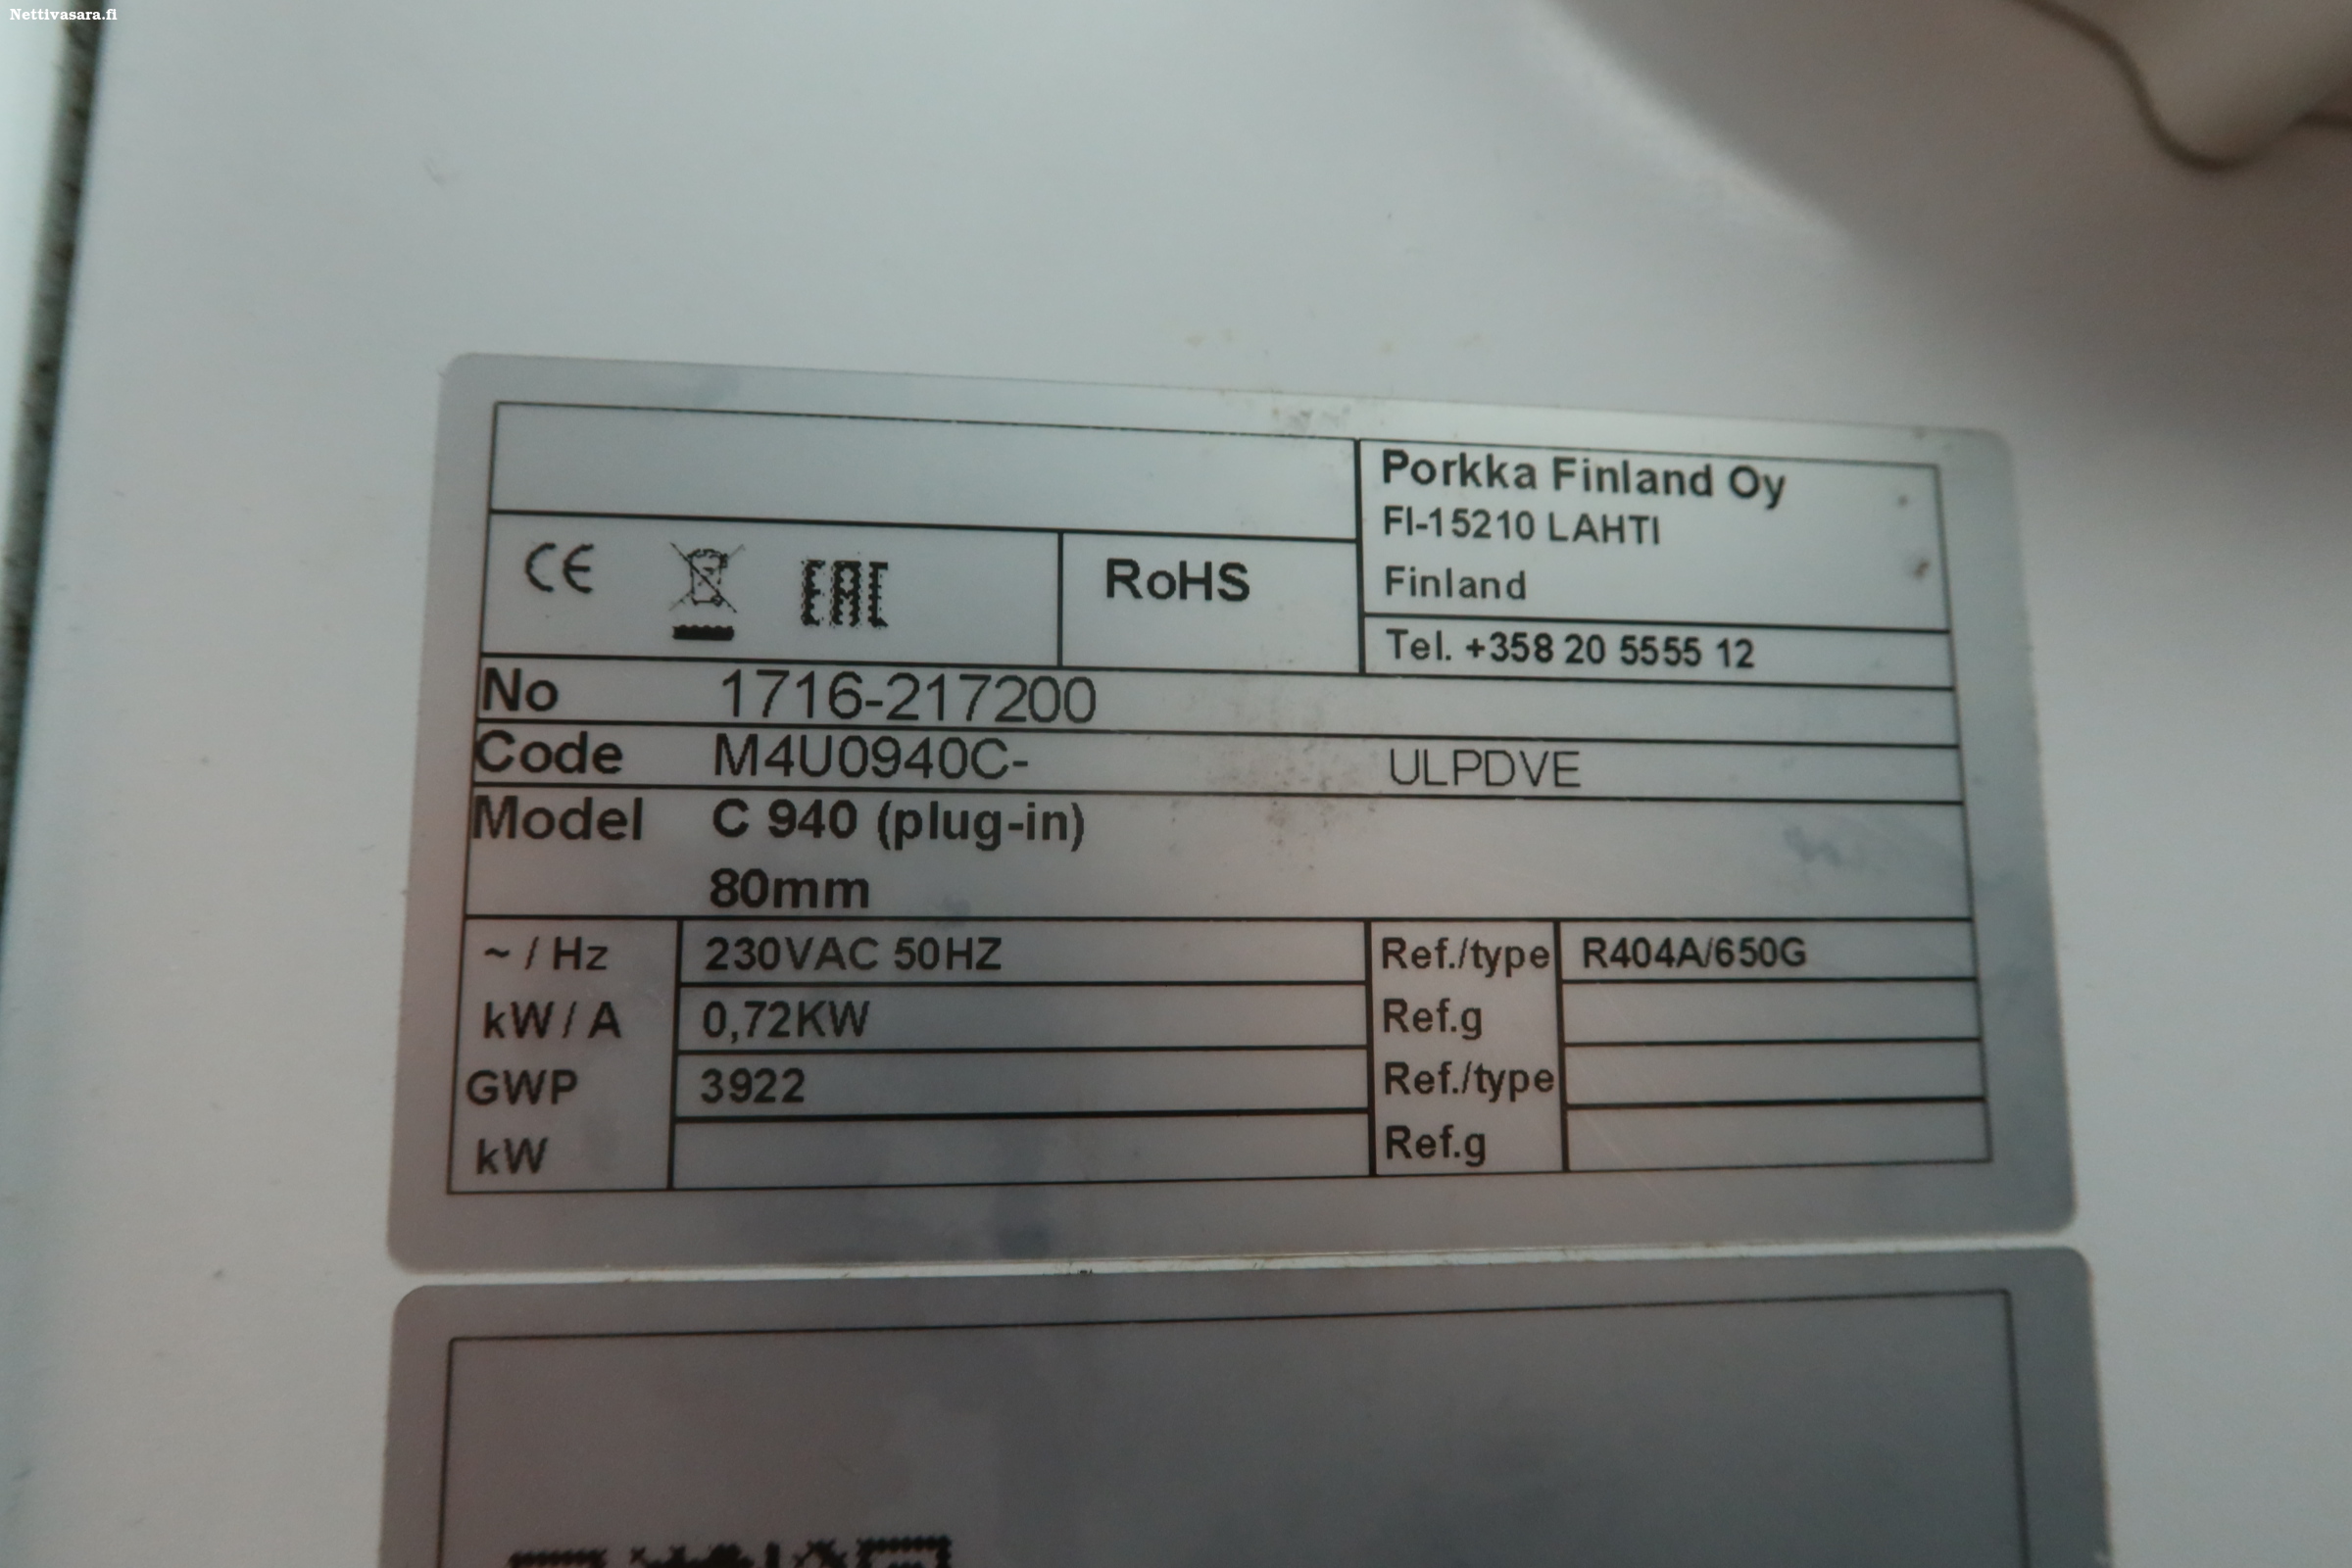 Nettivasara.fi
Porkka Finland Oy
FI-15210 LAHTI
Finland
CE EAC RoHS
Tel. +358 20 5555 12
No 1716-217200
Code M4U0940C- ULPDVE
Model C 940 (plug-in)
80mm
~ / Hz 230VAC 50HZ Ref./type R404A/650G
kW / A 0,72KW Ref.g
GWP 3922 Ref./type
kW Ref.g